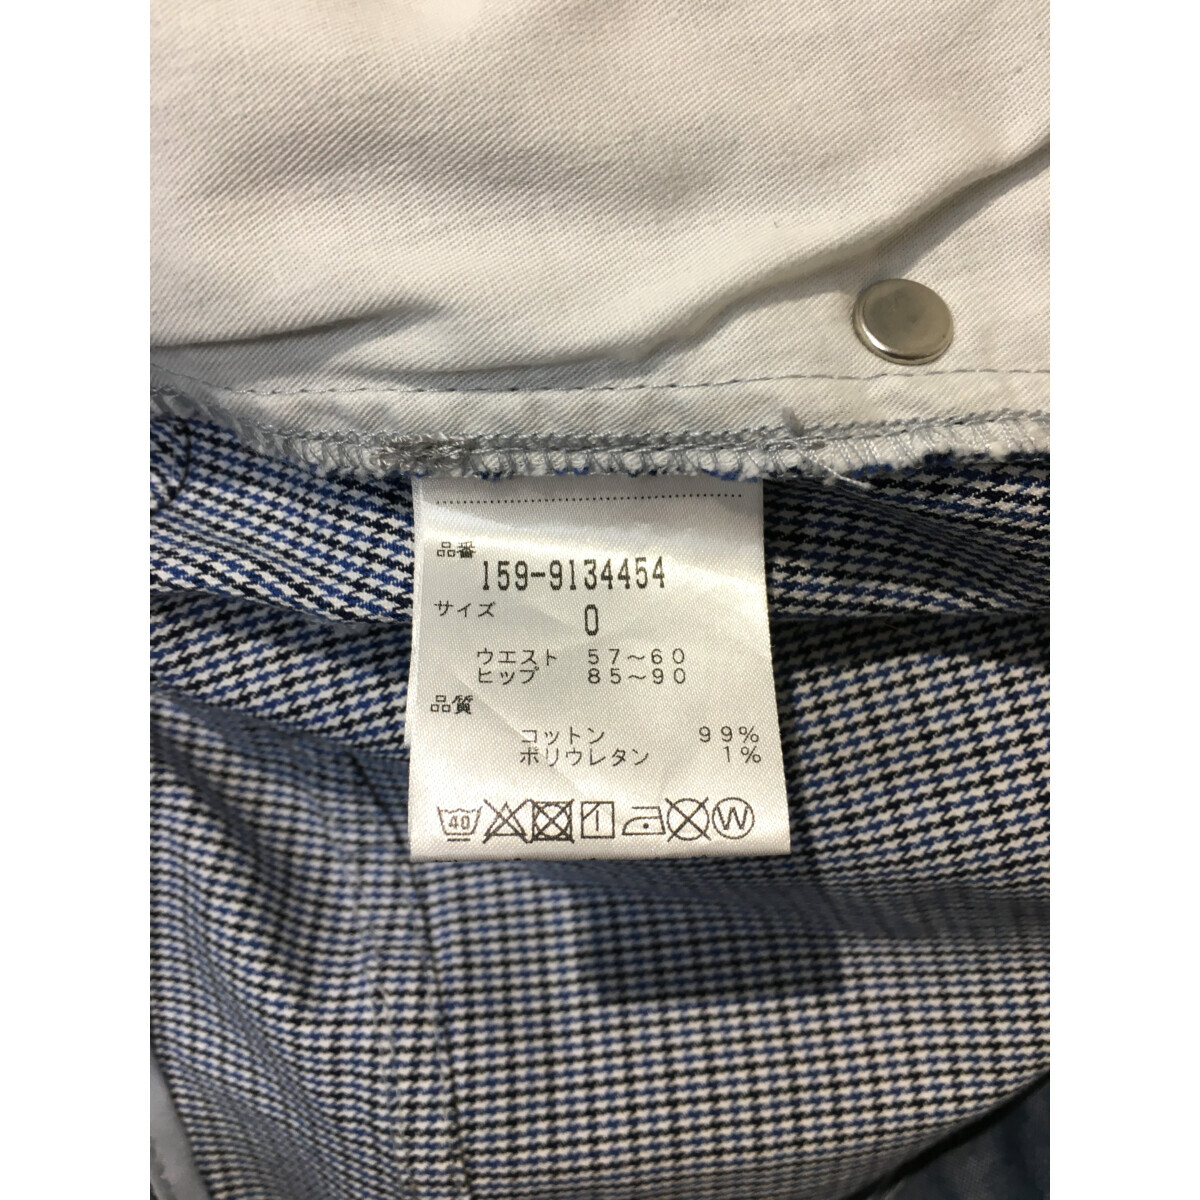 品番
159-9134454
サイズ
0
ウエスト 57～60
ヒップ 85～90
品質
コットン 99%
ポリウレタン 1%
40 W